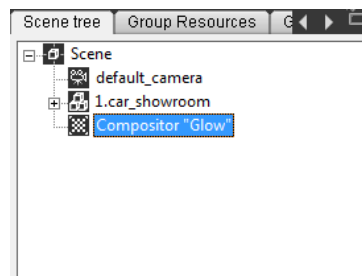 Scene tree Group Resources G
Scene
default_camera
1.car_showroom
Compositor "Glow"